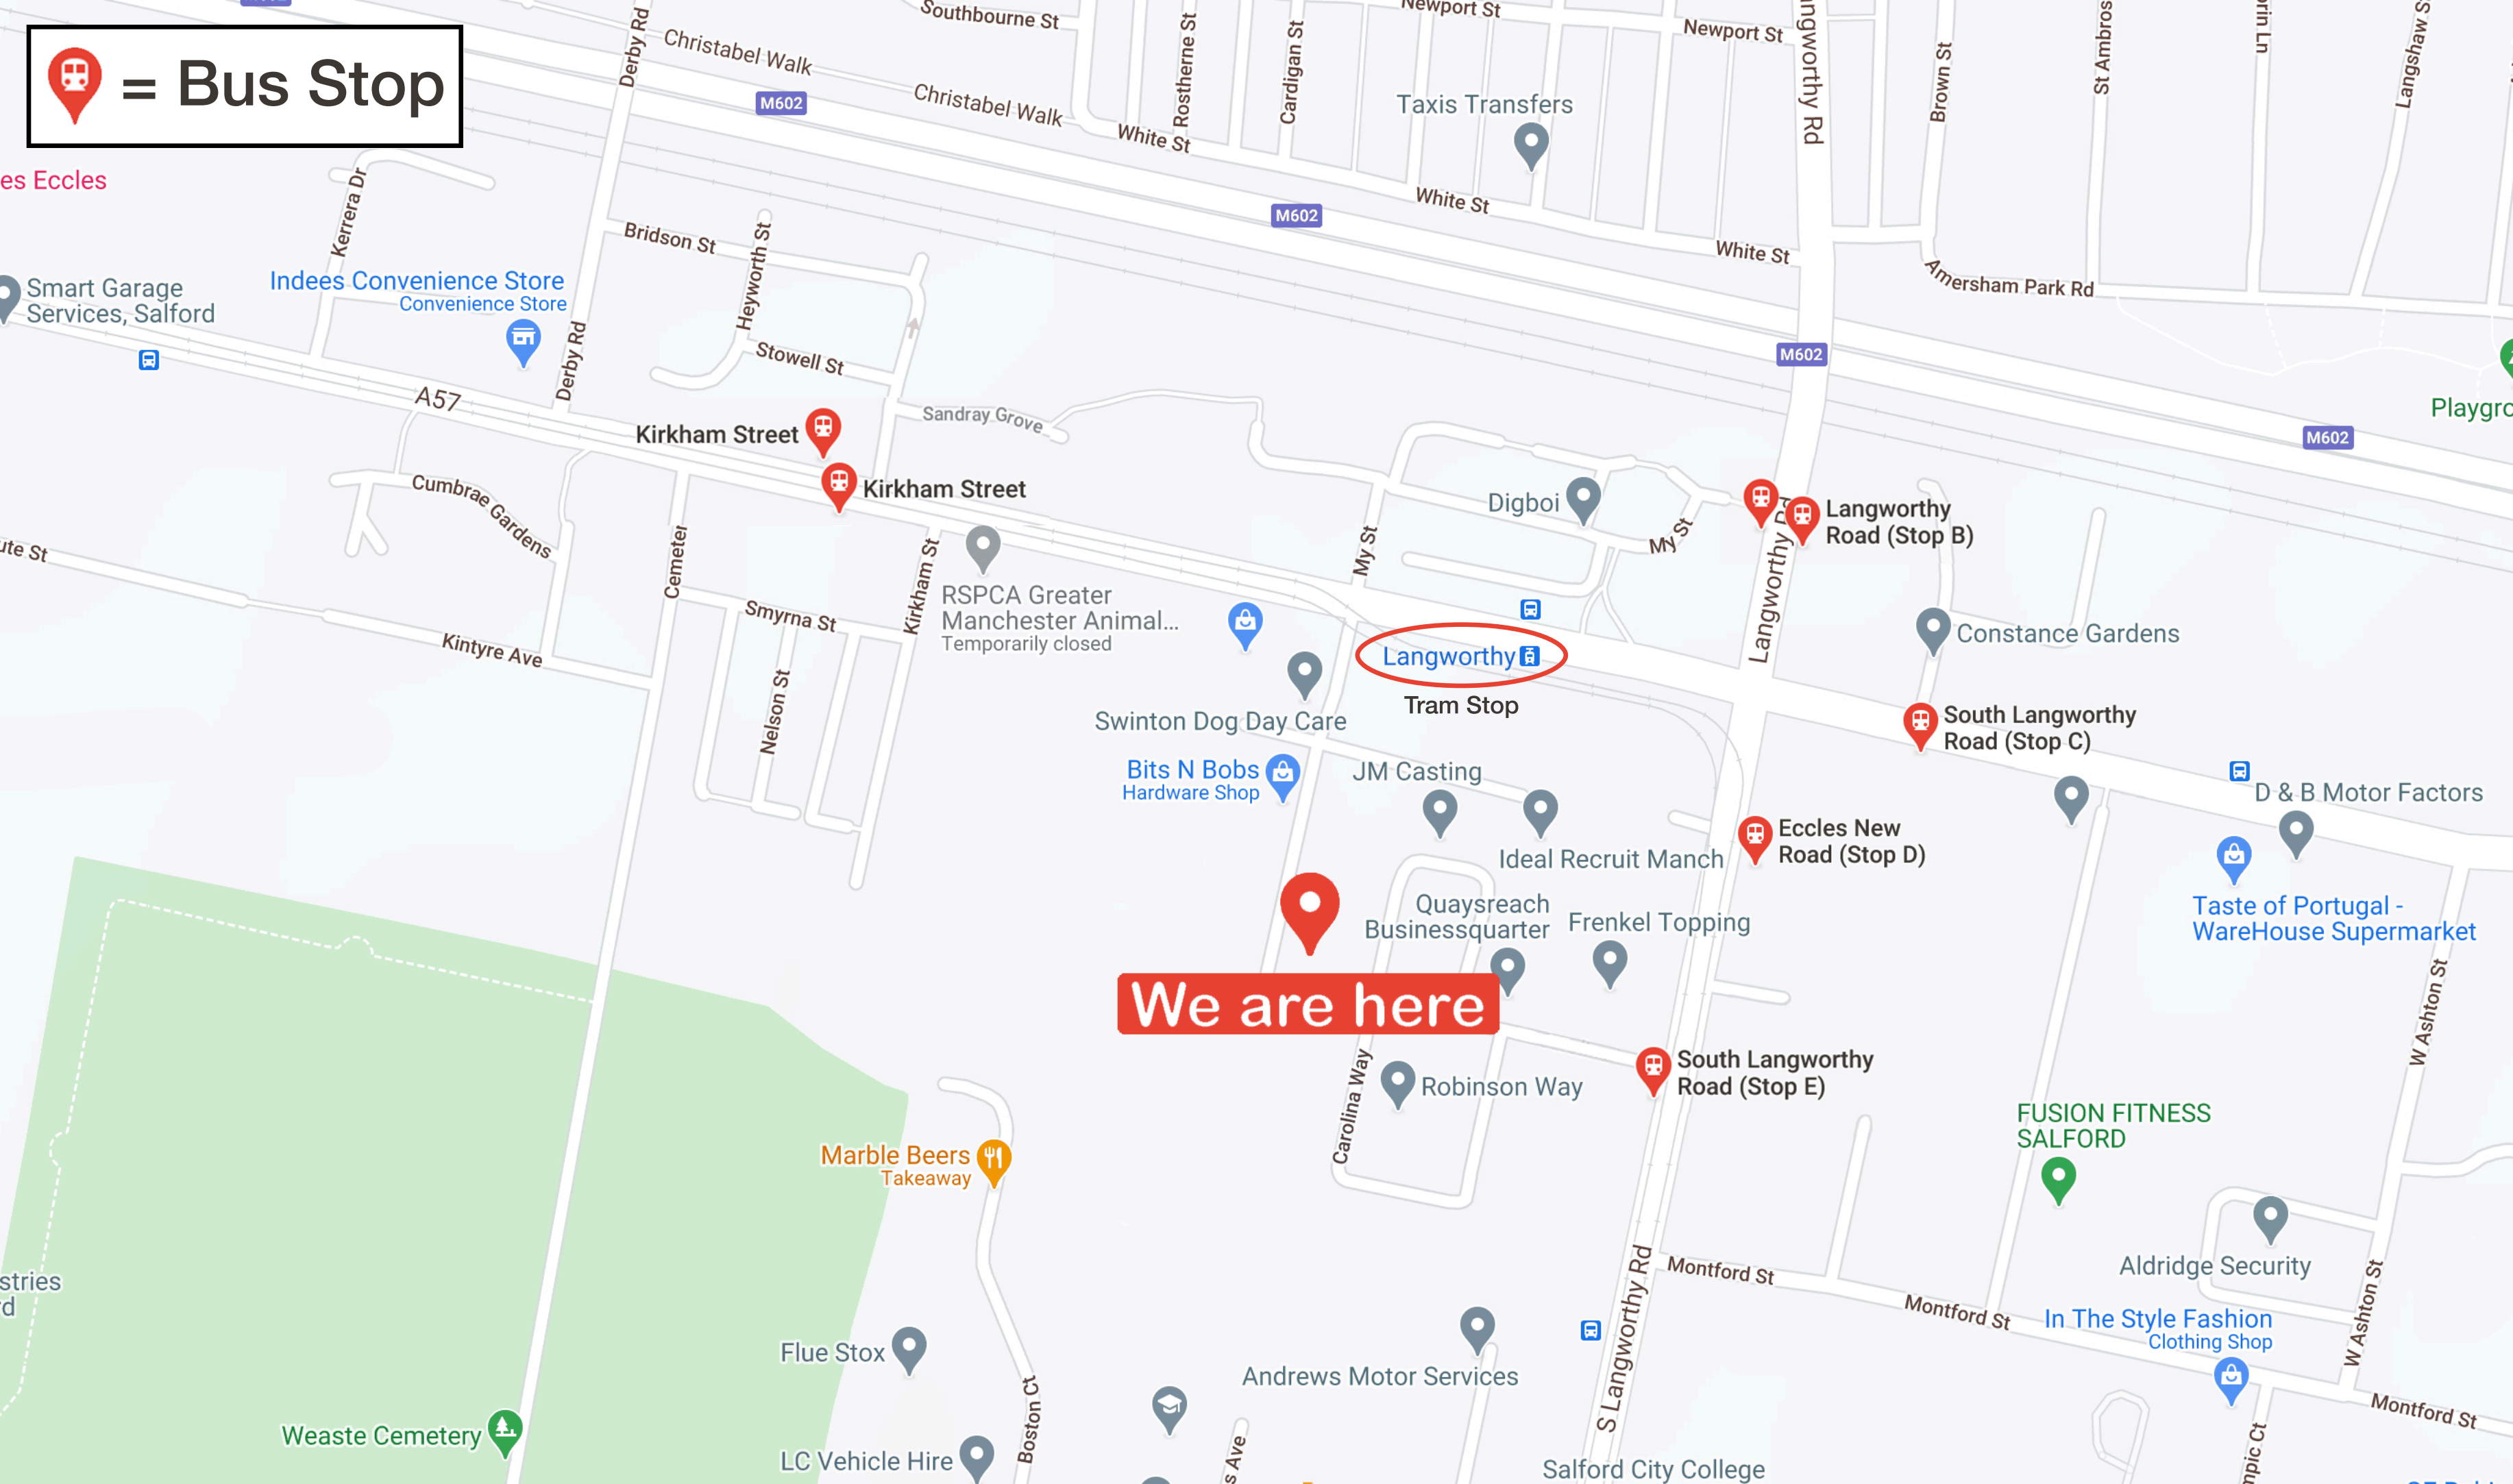 = Bus Stop
Southbourne St
Newport St
Newport St
Derby Rd
Christabel Walk
Christabel Walk
Rostherne St
Cardigan St
Langworthy Rd
Brown St
Langshaw S
M602
Taxis Transfers
White St
White St
White St
es Eccles
Kerrera Dr
M602
Bridson St
Heyworth St
Amersham Park Rd
Smart Garage
Services, Salford
Indees Convenience Store
Convenience Store
Derby Rd
Stowell St
M602
A57
Sandray Grove
Playgro
M602
Kirkham Street
Kirkham Street
Cumbrae Gardens
Digboi
My St
My St
Langworthy
Road (Stop B)
ute St
Cemeter
Kirkham St
Langworthy Rd
RSPCA Greater
Manchester Animal...
Temporarily closed
Smyrna St
Kintyre Ave
Constance Gardens
Langworthy
Tram Stop
Nelson St
Swinton Dog Day Care
South Langworthy
Road (Stop C)
Bits N Bobs
Hardware Shop
JM Casting
D & B Motor Factors
Eccles New
Road (Stop D)
Ideal Recruit Manch
Quaysreach
Businessquarter
Frenkel Topping
Taste of Portugal -
WareHouse Supermarket
We are here
W Ashton St
South Langworthy
Road (Stop E)
Robinson Way
Carolina Way
FUSION FITNESS
SALFORD
Marble Beers
Takeaway
Aldridge Security
stries
rd
Montford St
Montford St
In The Style Fashion
Clothing Shop
W Ashton St
S Langworthy Rd
Flue Stox
Andrews Motor Services
Boston Ct
Montford St
Weaste Cemetery
LC Vehicle Hire
s Ave
Salford City College
mpic Ct